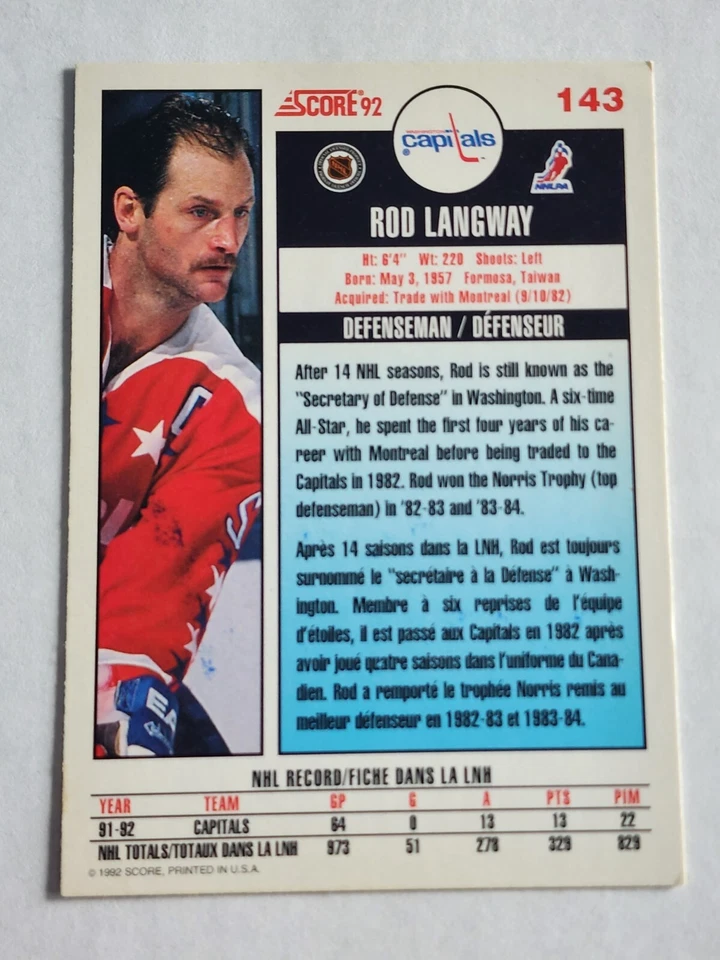 SCORE® 92
143
WASHINGTON
capitals
®
NHLPA
ROD LANGWAY
Ht: 6'4" Wt: 220 Shoots: Left
Born: May 3, 1957 Formosa, Taiwan
Acquired: Trade with Montreal (9/10/82)
DEFENSEMAN / DÉFENSEUR
After 14 NHL seasons, Rod is still known as the
"Secretary of Defense" in Washington. A six-time
All-Star, he spent the first four years of his ca-
reer with Montreal before being traded to the
Capitals in 1982. Rod won the Norris Trophy (top
defenseman) in '82-83 and '83-84.
Après 14 saisons dans la LNH, Rod est toujours
surnommé le "secrétaire à la Défense" à Wash-
ington. Membre à six reprises de l'équipe
d'étoiles, il est passé aux Capitals en 1982 après
avoir joué quatre saisons dans l'uniforme du Cana-
dien. Rod a remporté le trophée Norris remis au
meilleur défenseur en 1982-83 et 1983-84.
NHL RECORD/FICHE DANS LA LNH
YEAR TEAM GP G A PTS PIM
91-92 CAPITALS 64 0 13 13 22
NHL TOTALS/TOTAUX DANS LA LNH 973 51 278 329 829
© 1992 SCORE, PRINTED IN U.S.A.